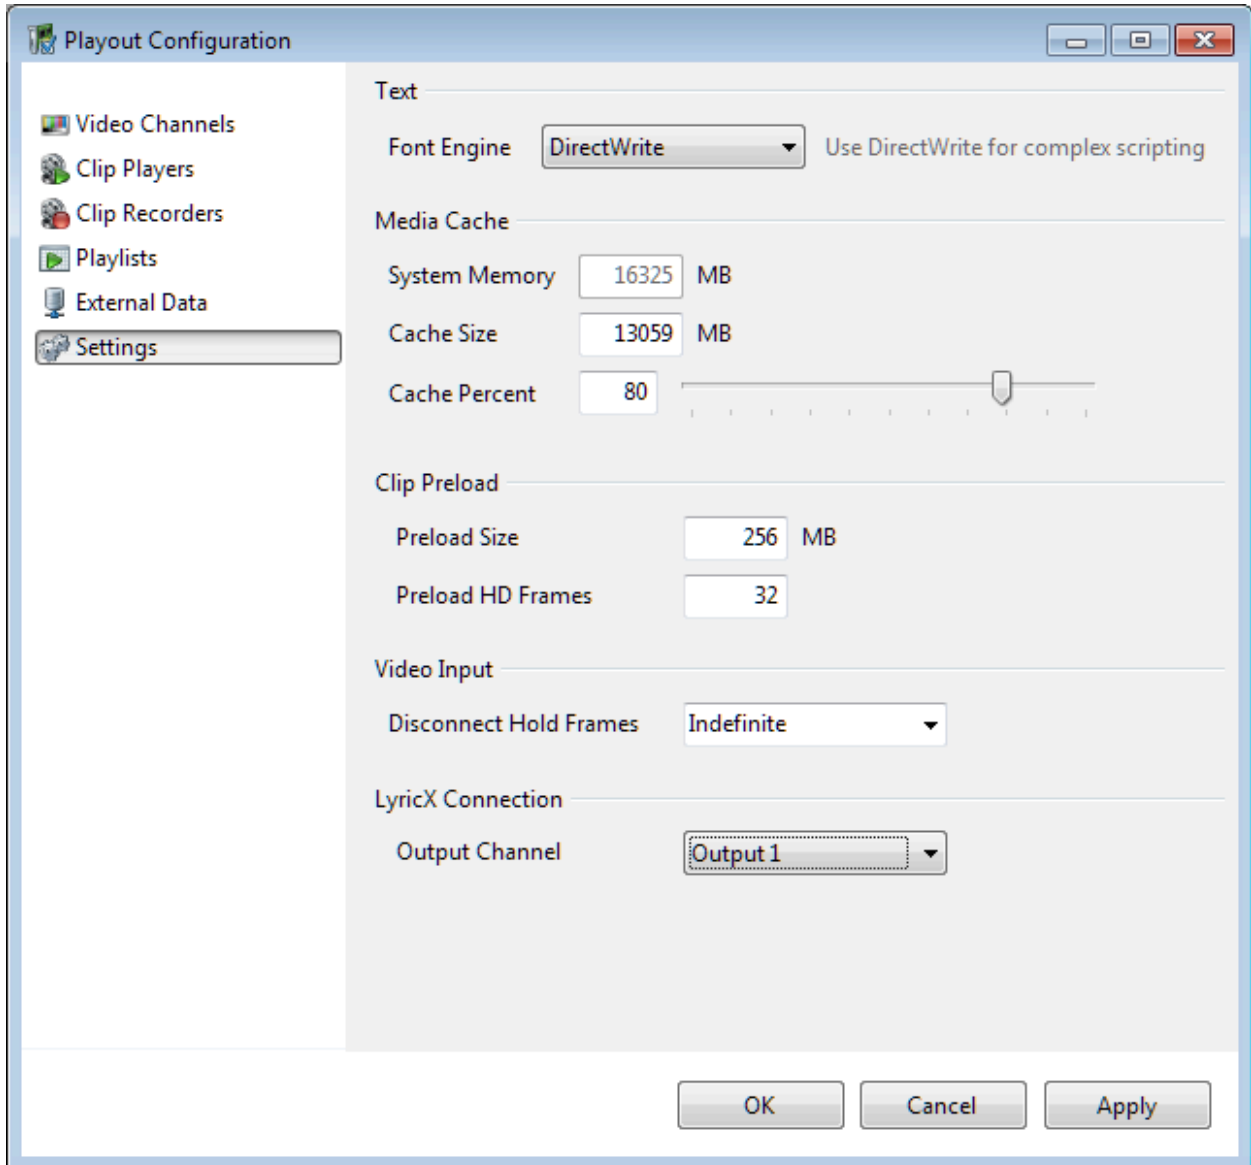 Playout Configuration
Video Channels
Clip Players
Clip Recorders
Playlists
External Data
Settings
Text
Font Engine DirectWrite Use DirectWrite for complex scripting
Media Cache
System Memory 16325 MB
Cache Size 13059 MB
Cache Percent 80
Clip Preload
Preload Size 256 MB
Preload HD Frames 32
Video Input
Disconnect Hold Frames Indefinite
LyricX Connection
Output Channel Output 1
OK Cancel Apply